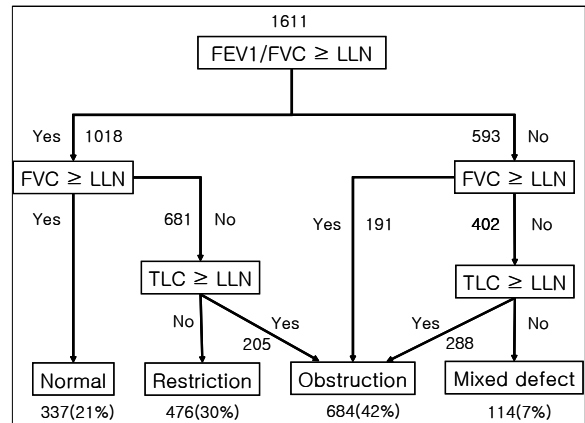 1611
FEV1/FVC ≥ LLN
Yes 1018 593 No
FVC ≥ LLN FVC ≥ LLN
Yes 681 No Yes 191 402 No
TLC ≥ LLN TLC ≥ LLN
No Yes Yes No
205 288
Normal Restriction Obstruction Mixed defect
337(21%) 476(30%) 684(42%) 114(7%)